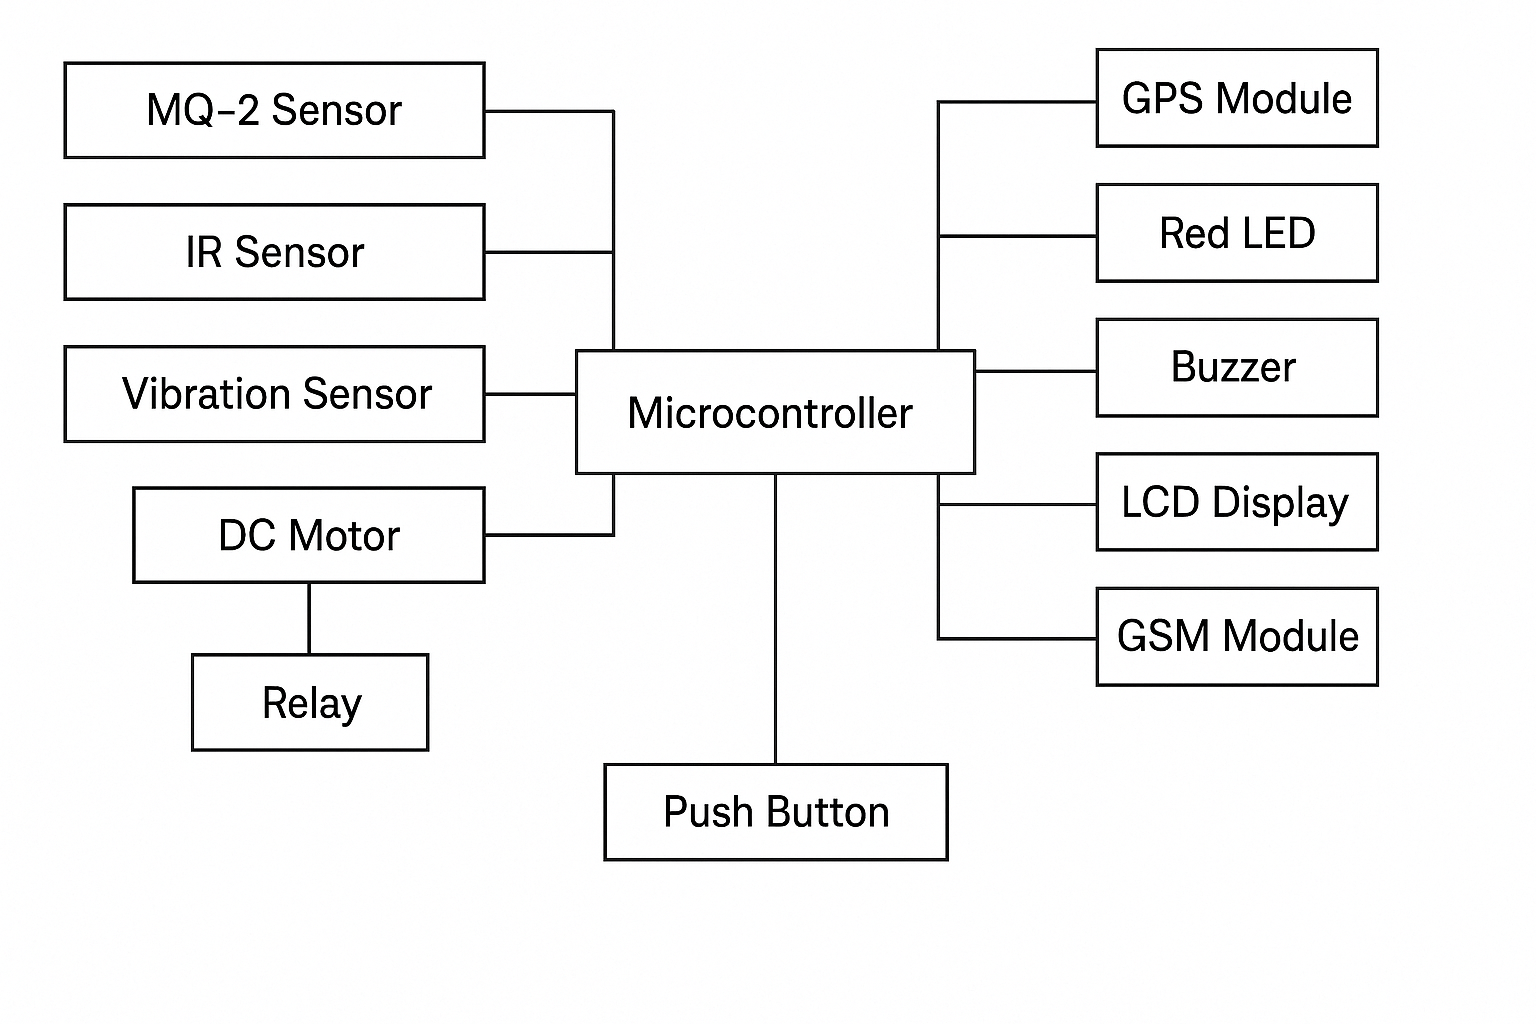 MQ–2 Sensor
IR Sensor
Vibration Sensor
DC Motor
Relay
Microcontroller
Push Button
GPS Module
Red LED
Buzzer
LCD Display
GSM Module